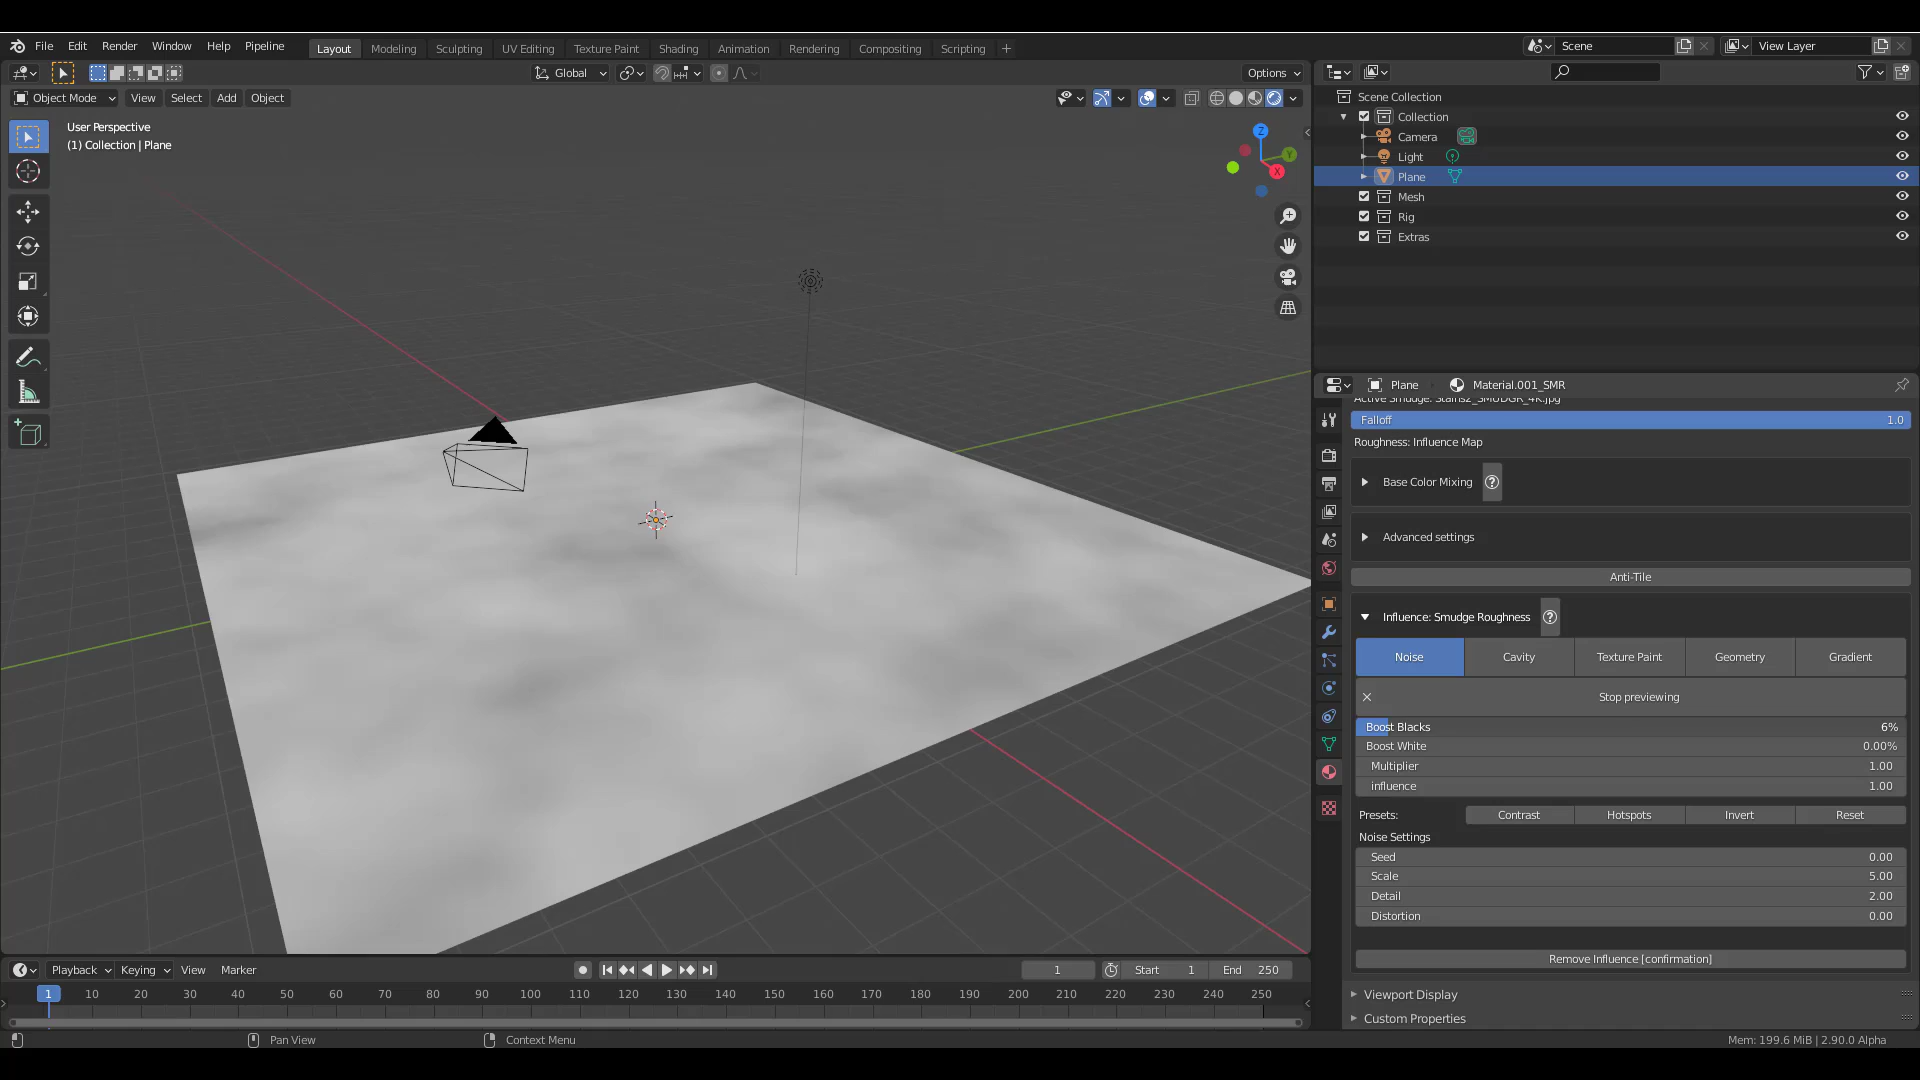 File Edit Render Window Help Pipeline Layout Modeling Sculpting UV Editing Texture Paint Shading Animation Rendering Compositing Scripting + Scene View Layer
Global Options
Object Mode View Select Add Object
User Perspective
(1) Collection | Plane
Z
Y
X
Scene Collection
Collection
Camera
Light
Plane
Mesh
Rig
Extras
Plane Material.001_SMR
Active Smudge: Stains2_SMUDGR_4K.jpg
Falloff 1.0
Roughness: Influence Map
Base Color Mixing ?
Advanced settings
Anti-Tile
Influence: Smudge Roughness ?
Noise Cavity Texture Paint Geometry Gradient
Stop previewing
Boost Blacks 6%
Boost White 0.00%
Multiplier 1.00
influence 1.00
Presets: Contrast Hotspots Invert Reset
Noise Settings
Seed 0.00
Scale 5.00
Detail 2.00
Distortion 0.00
Remove Influence [confirmation]
Viewport Display
Custom Properties
Playback Keying View Marker 1 Start 1 End 250
1 10 20 30 40 50 60 70 80 90 100 110 120 130 140 150 160 170 180 190 200 210 220 230 240 250
Pan View Context Menu Mem: 199.6 MiB | 2.90.0 Alpha